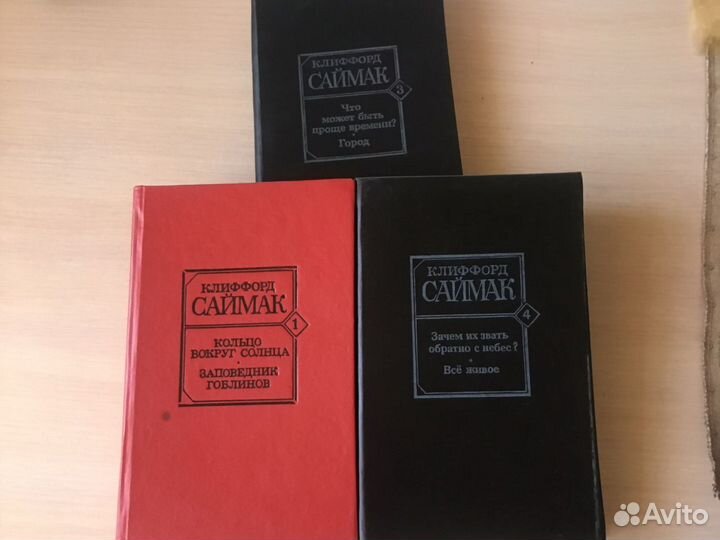 КЛИФФОРД
САЙМАК
3
Что
может быть
проще времени?
Город
КЛИФФОРД
САЙМАК
1
КОЛЬЦО
ВОКРУГ СОЛНЦА
ЗАПОВЕДНИК
ГОБЛИНОВ
КЛИФФОРД
САЙМАК
4
Зачем их звать
обратно с небес?
Всё живое
Avito